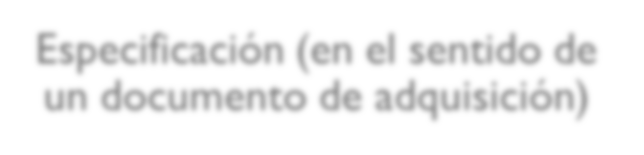 Especificación (en el sentido de
un documento de adquisición)